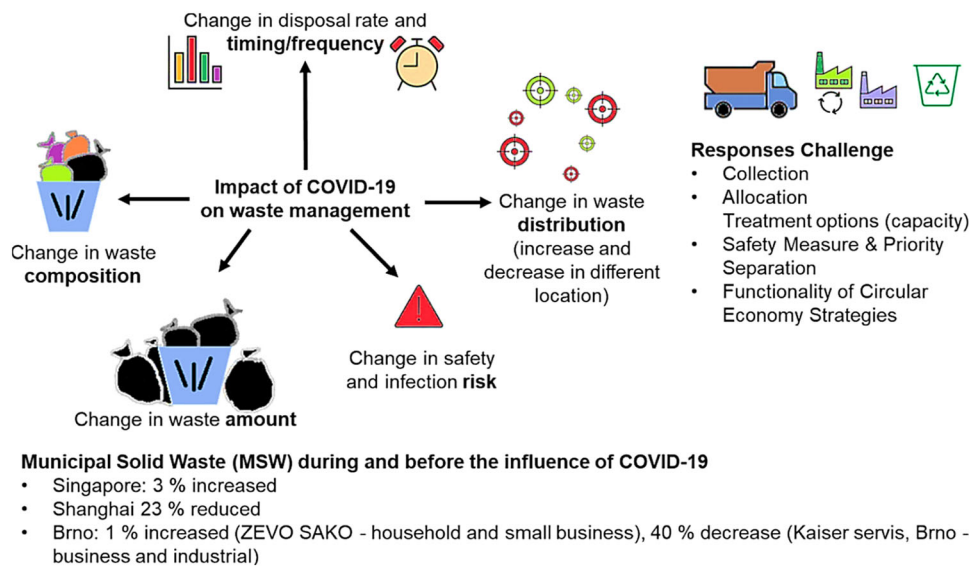 Change in disposal rate and
timing/frequency
Impact of COVID-19
on waste management
Change in waste
composition
Change in waste
distribution
(increase and
decrease in different
location)
Change in safety
and infection risk
Change in waste amount
Responses Challenge
• Collection
• Allocation
Treatment options (capacity)
• Safety Measure & Priority
Separation
• Functionality of Circular
Economy Strategies
Municipal Solid Waste (MSW) during and before the influence of COVID-19
• Singapore: 3 % increased
• Shanghai 23 % reduced
• Brno: 1 % increased (ZEVO SAKO - household and small business), 40 % decrease (Kaiser servis, Brno -
business and industrial)